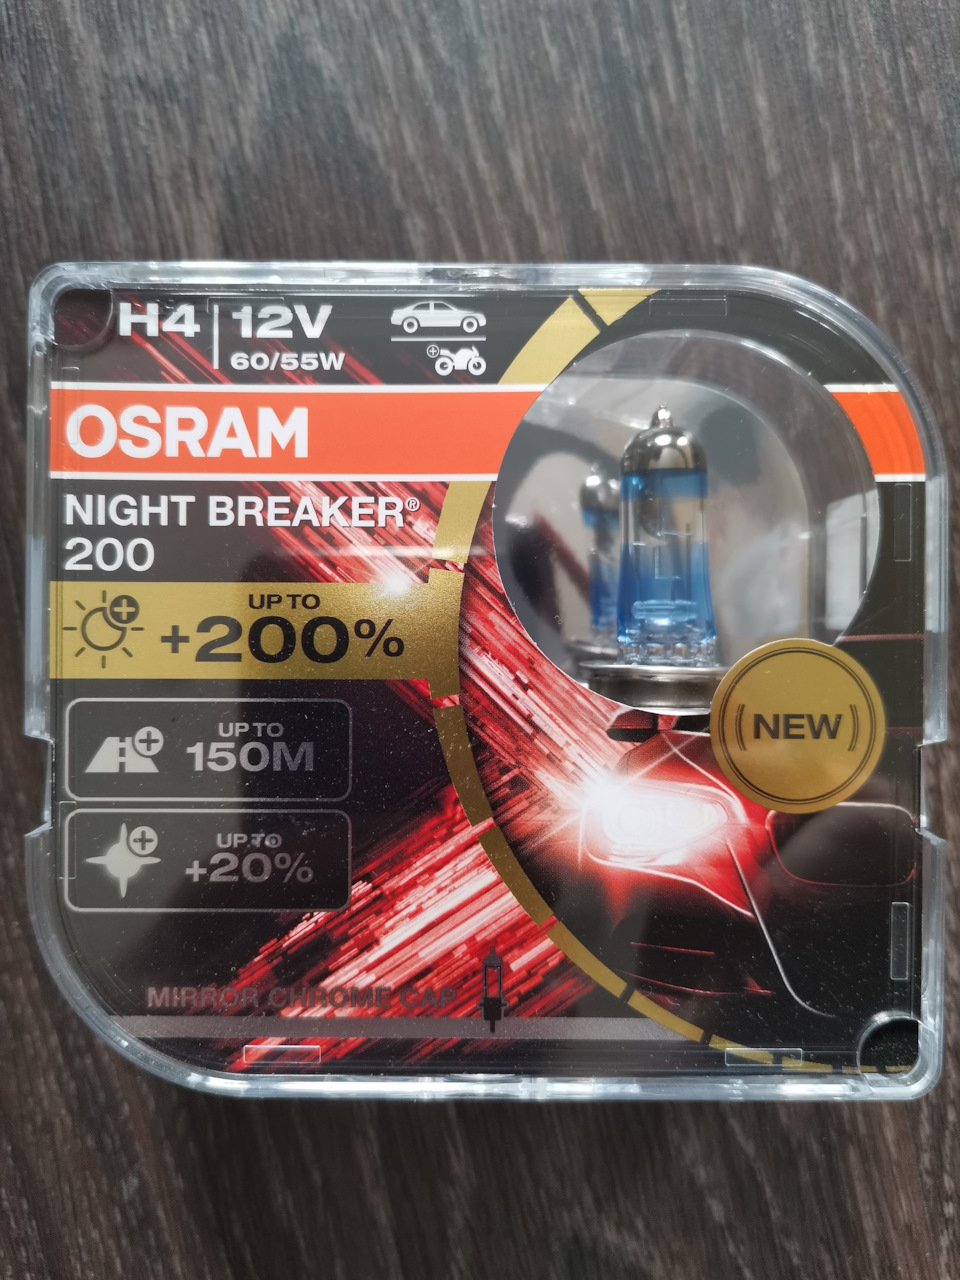 H4 12V
60/55W
OSRAM
NIGHT BREAKER®
200
UP TO
+200%
UP TO
150M
UP TO
+20%
(NEW)
MIRROR CHROME CAP